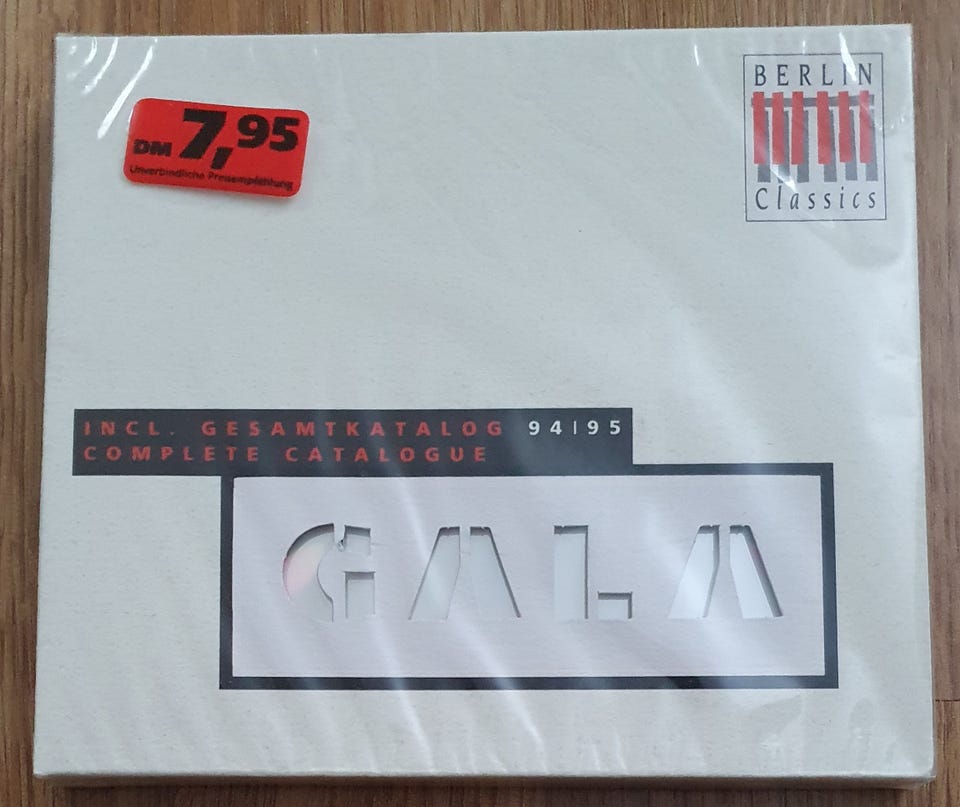 BERLIN
Classics
DM 7,95
Unverbindliche Preisempfehlung
INCL. GESAMTKATALOG 94|95
COMPLETE CATALOGUE
GALA